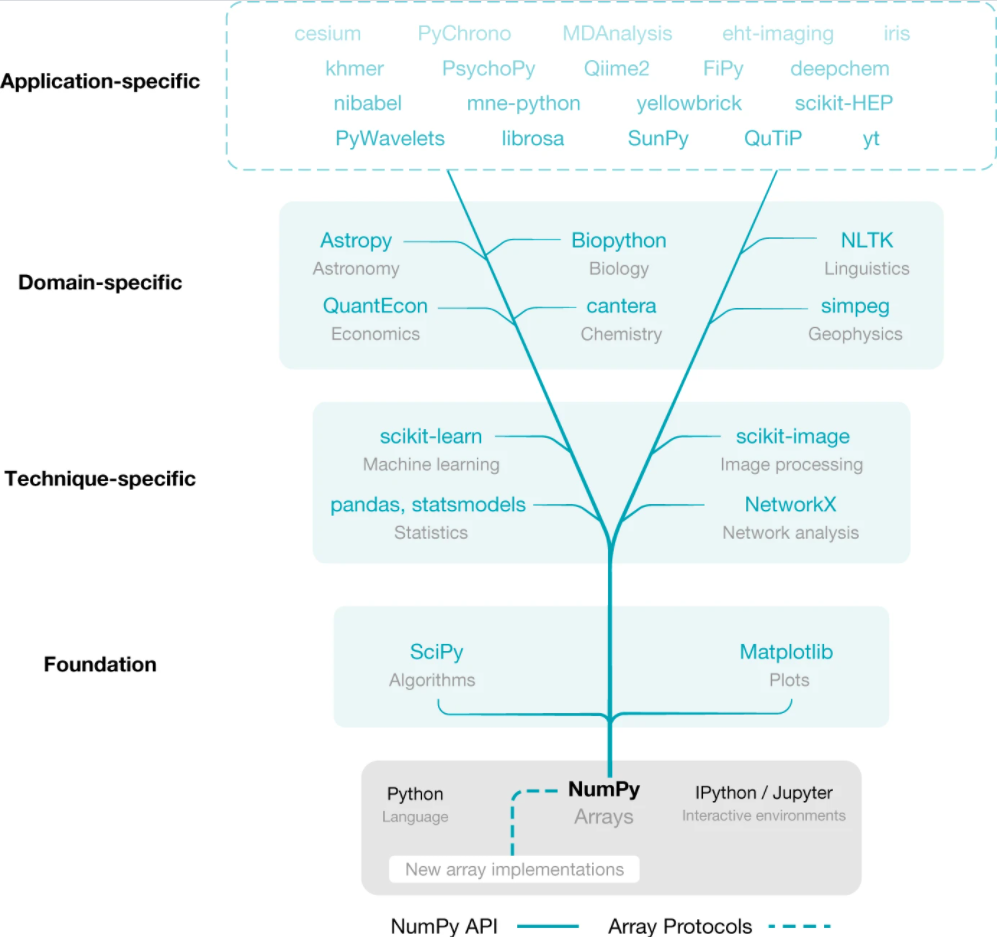 cesium PyChrono MDAnalysis eht-imaging iris
khmer PsychoPy Qiime2 FiPy deepchem
Application-specific
nibabel mne-python yellowbrick scikit-HEP
PyWavelets librosa SunPy QuTiP yt
Astropy Biopython NLTK
Astronomy Biology Linguistics
Domain-specific
QuantEcon cantera simpeg
Economics Chemistry Geophysics
scikit-learn scikit-image
Machine learning Image processing
Technique-specific
pandas, statsmodels NetworkX
Statistics Network analysis
SciPy Matplotlib
Foundation
Algorithms Plots
Python NumPy IPython / Jupyter
Language Arrays Interactive environments
New array implementations
NumPy API Array Protocols